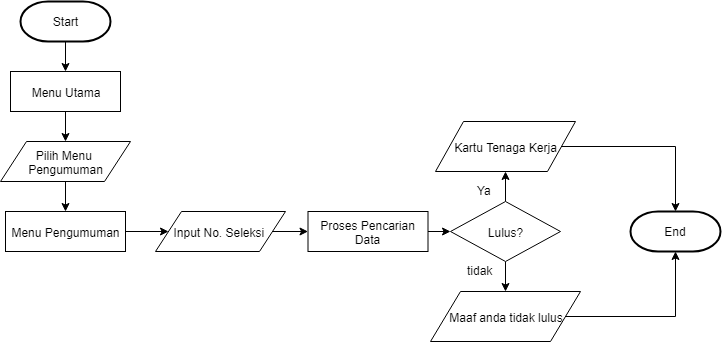 Start
Menu Utama
Pilih Menu
Pengumuman
Menu Pengumuman
Input No. Seleksi
Proses Pencarian
Data
Lulus?
Ya
Kartu Tenaga Kerja
tidak
Maaf anda tidak lulus
End